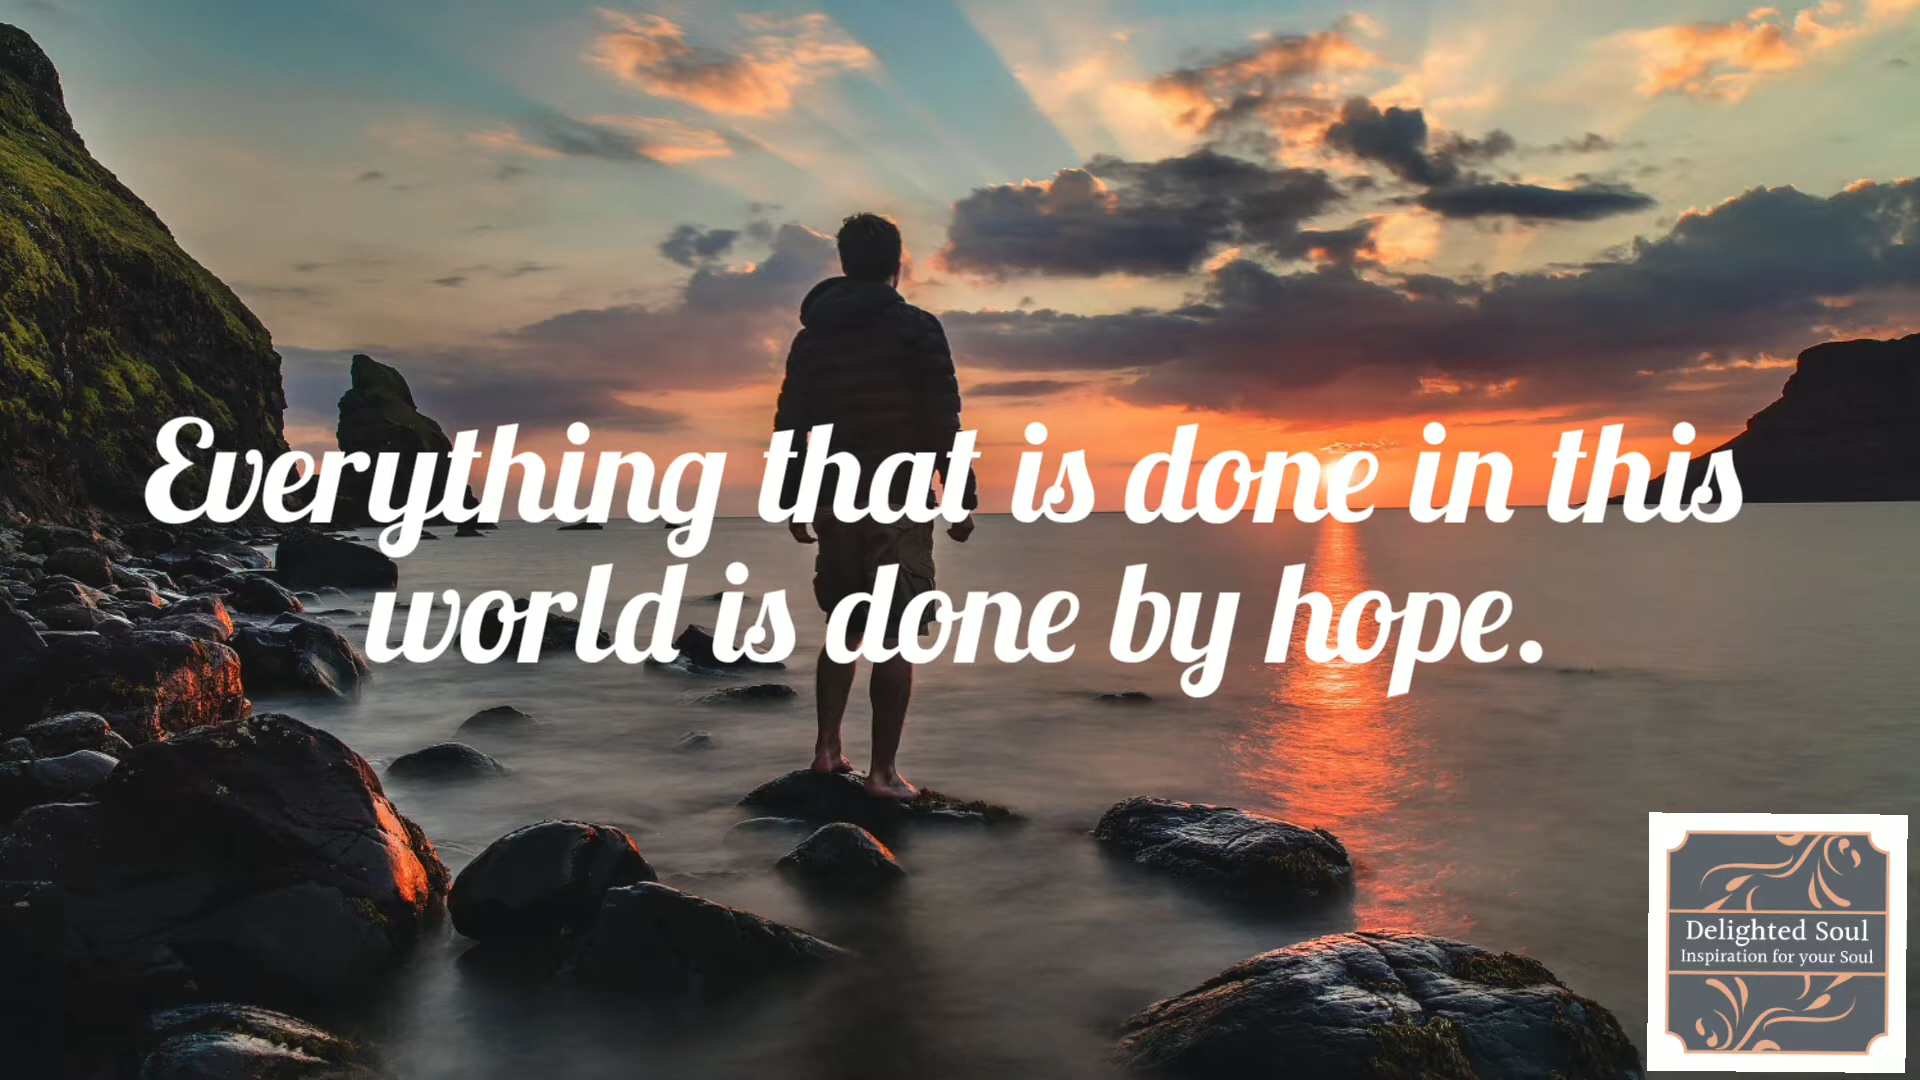 Everything that is done in this
world is done by hope.
Delighted Soul
Inspiration for your Soul